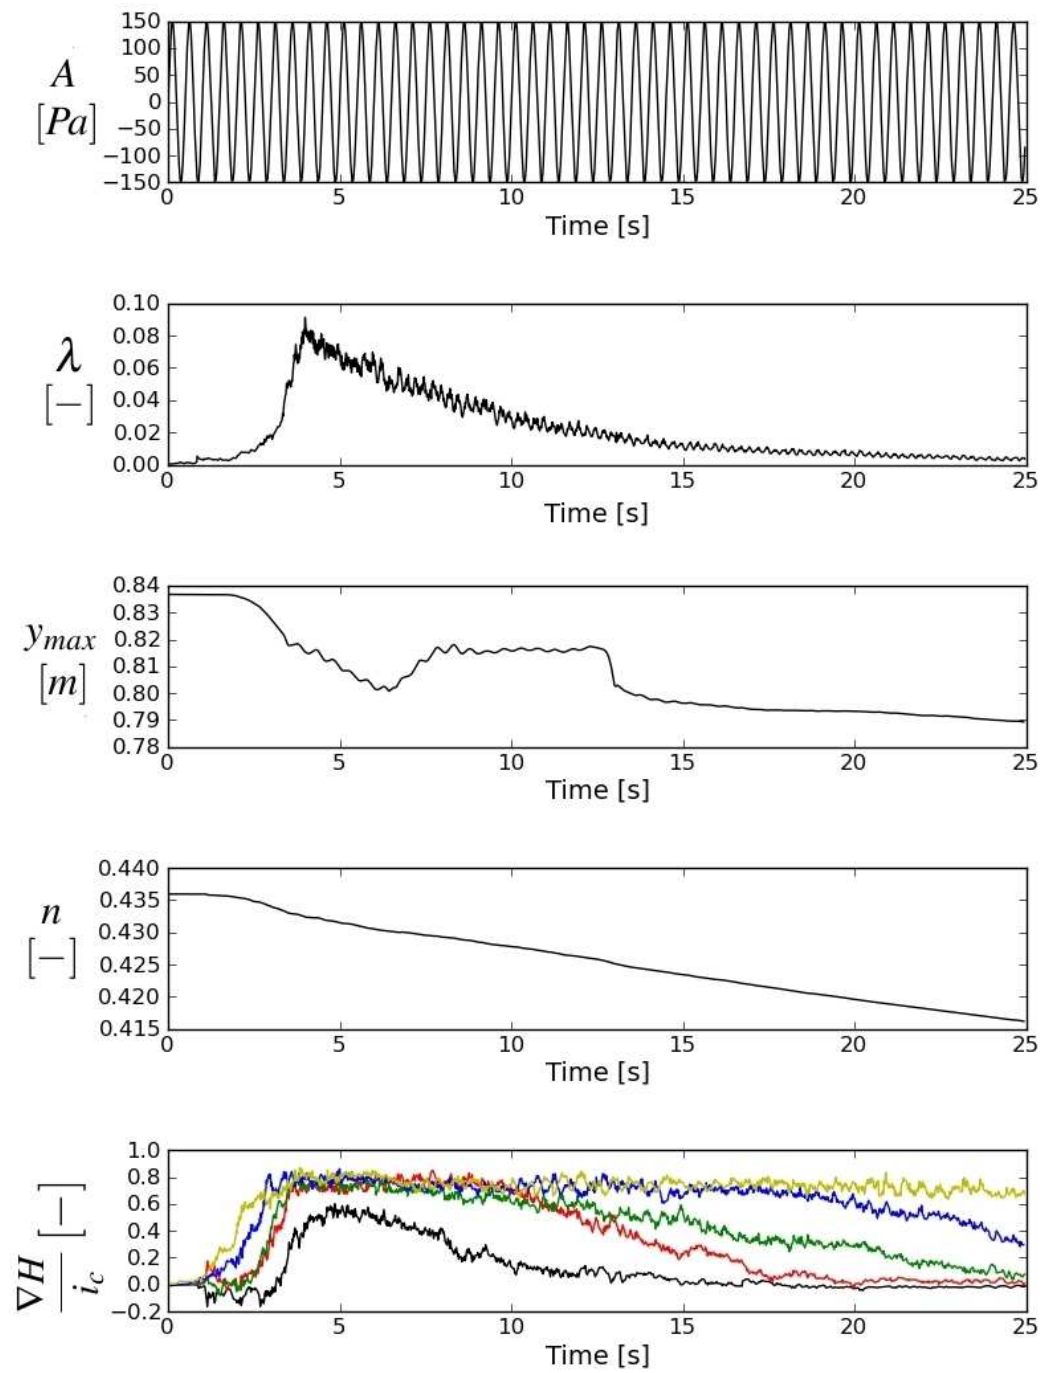 A
[Pa]
150
100
50
0
−50
−100
−150
0 5 10 15 20 25
Time [s]
λ
[−]
0.10
0.08
0.06
0.04
0.02
0.00
0 5 10 15 20 25
Time [s]
y_max
[m]
0.84
0.83
0.82
0.81
0.80
0.79
0.78
0 5 10 15 20 25
Time [s]
n
[−]
0.440
0.435
0.430
0.425
0.420
0.415
0 5 10 15 20 25
Time [s]
∇H
i_c
[−]
1.0
0.8
0.6
0.4
0.2
0.0
−0.2
0 5 10 15 20 25
Time [s]